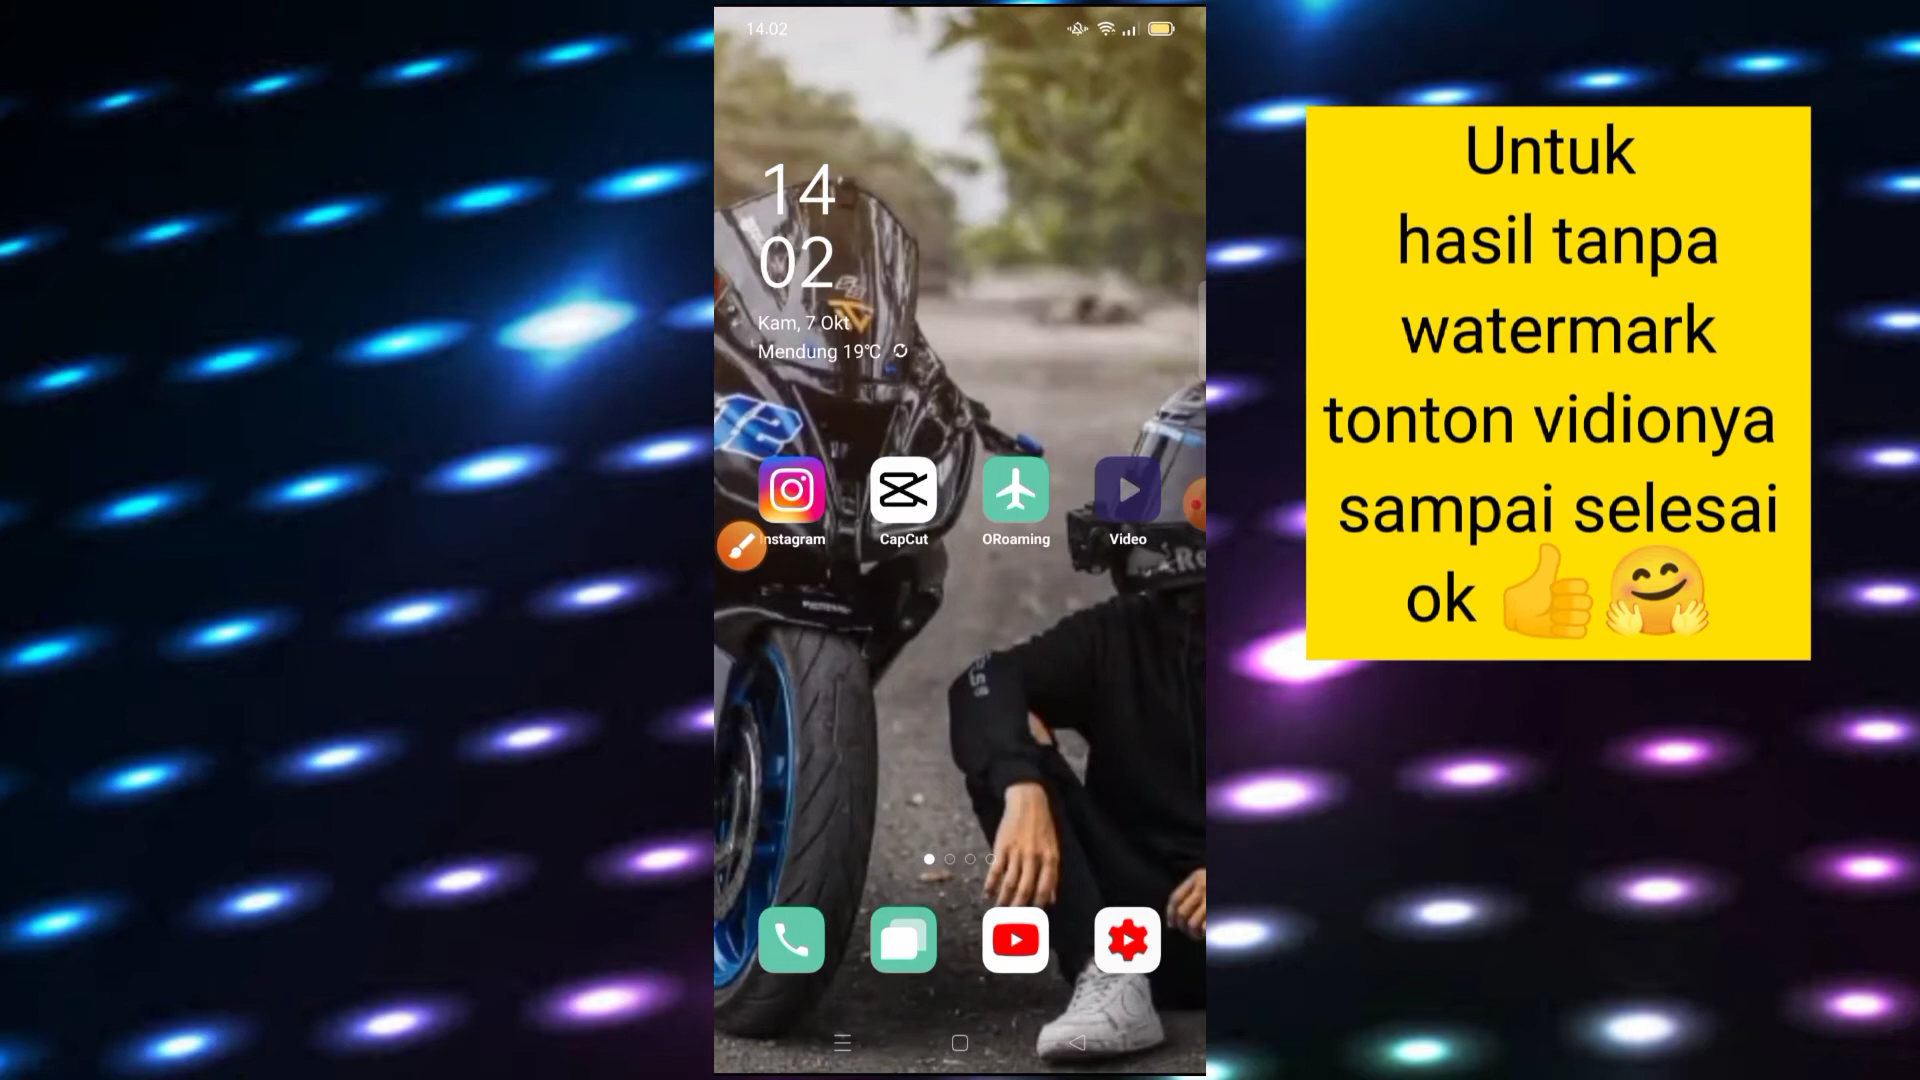 14.02
14
02
Kam, 7 Okt
Mendung 19°C
Instagram
CapCut
ORoaming
Video
Untuk
hasil tanpa
watermark
tonton vidionya
sampai selesai
ok 👍🤗